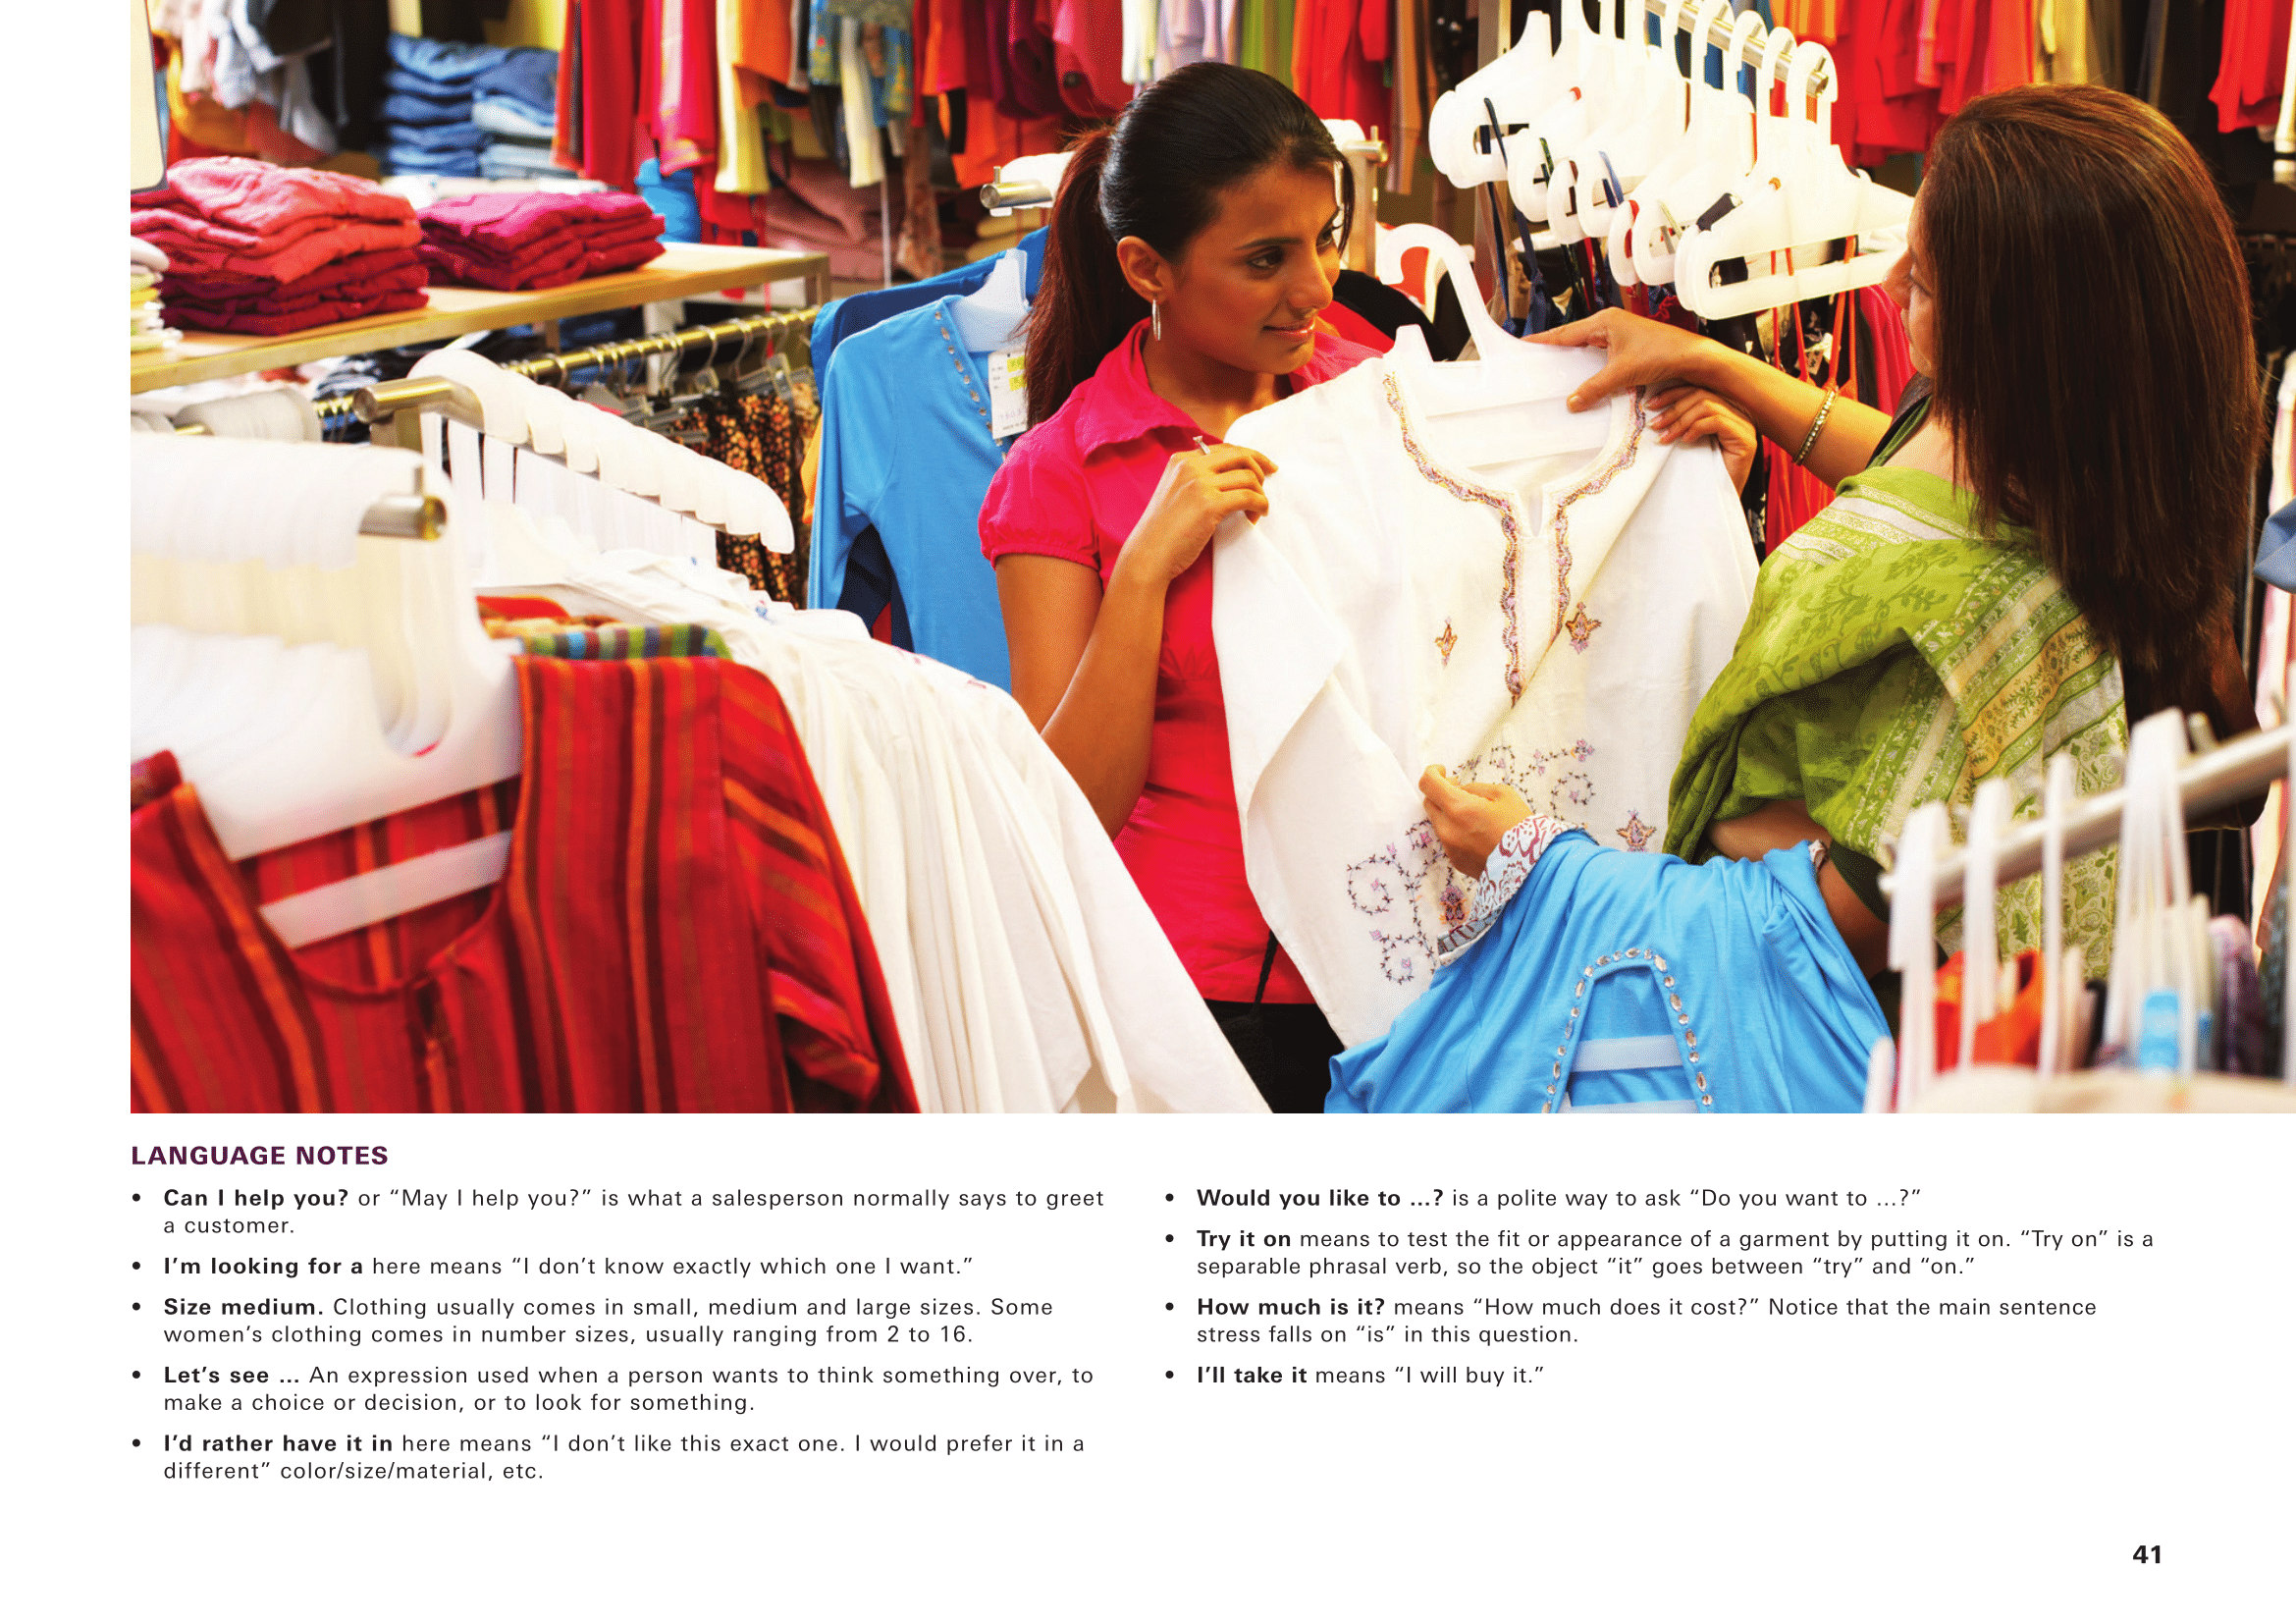 LANGUAGE NOTES
• Can I help you? or “May I help you?” is what a salesperson normally says to greet
a customer.
• I’m looking for a here means “I don’t know exactly which one I want.”
• Size medium. Clothing usually comes in small, medium and large sizes. Some
women’s clothing comes in number sizes, usually ranging from 2 to 16.
• Let’s see ... An expression used when a person wants to think something over, to
make a choice or decision, or to look for something.
• I’d rather have it in here means “I don’t like this exact one. I would prefer it in a
different” color/size/material, etc.
• Would you like to ...? is a polite way to ask “Do you want to ...?”
• Try it on means to test the fit or appearance of a garment by putting it on. “Try on” is a
separable phrasal verb, so the object “it” goes between “try” and “on.”
• How much is it? means “How much does it cost?” Notice that the main sentence
stress falls on “is” in this question.
• I’ll take it means “I will buy it.”
41